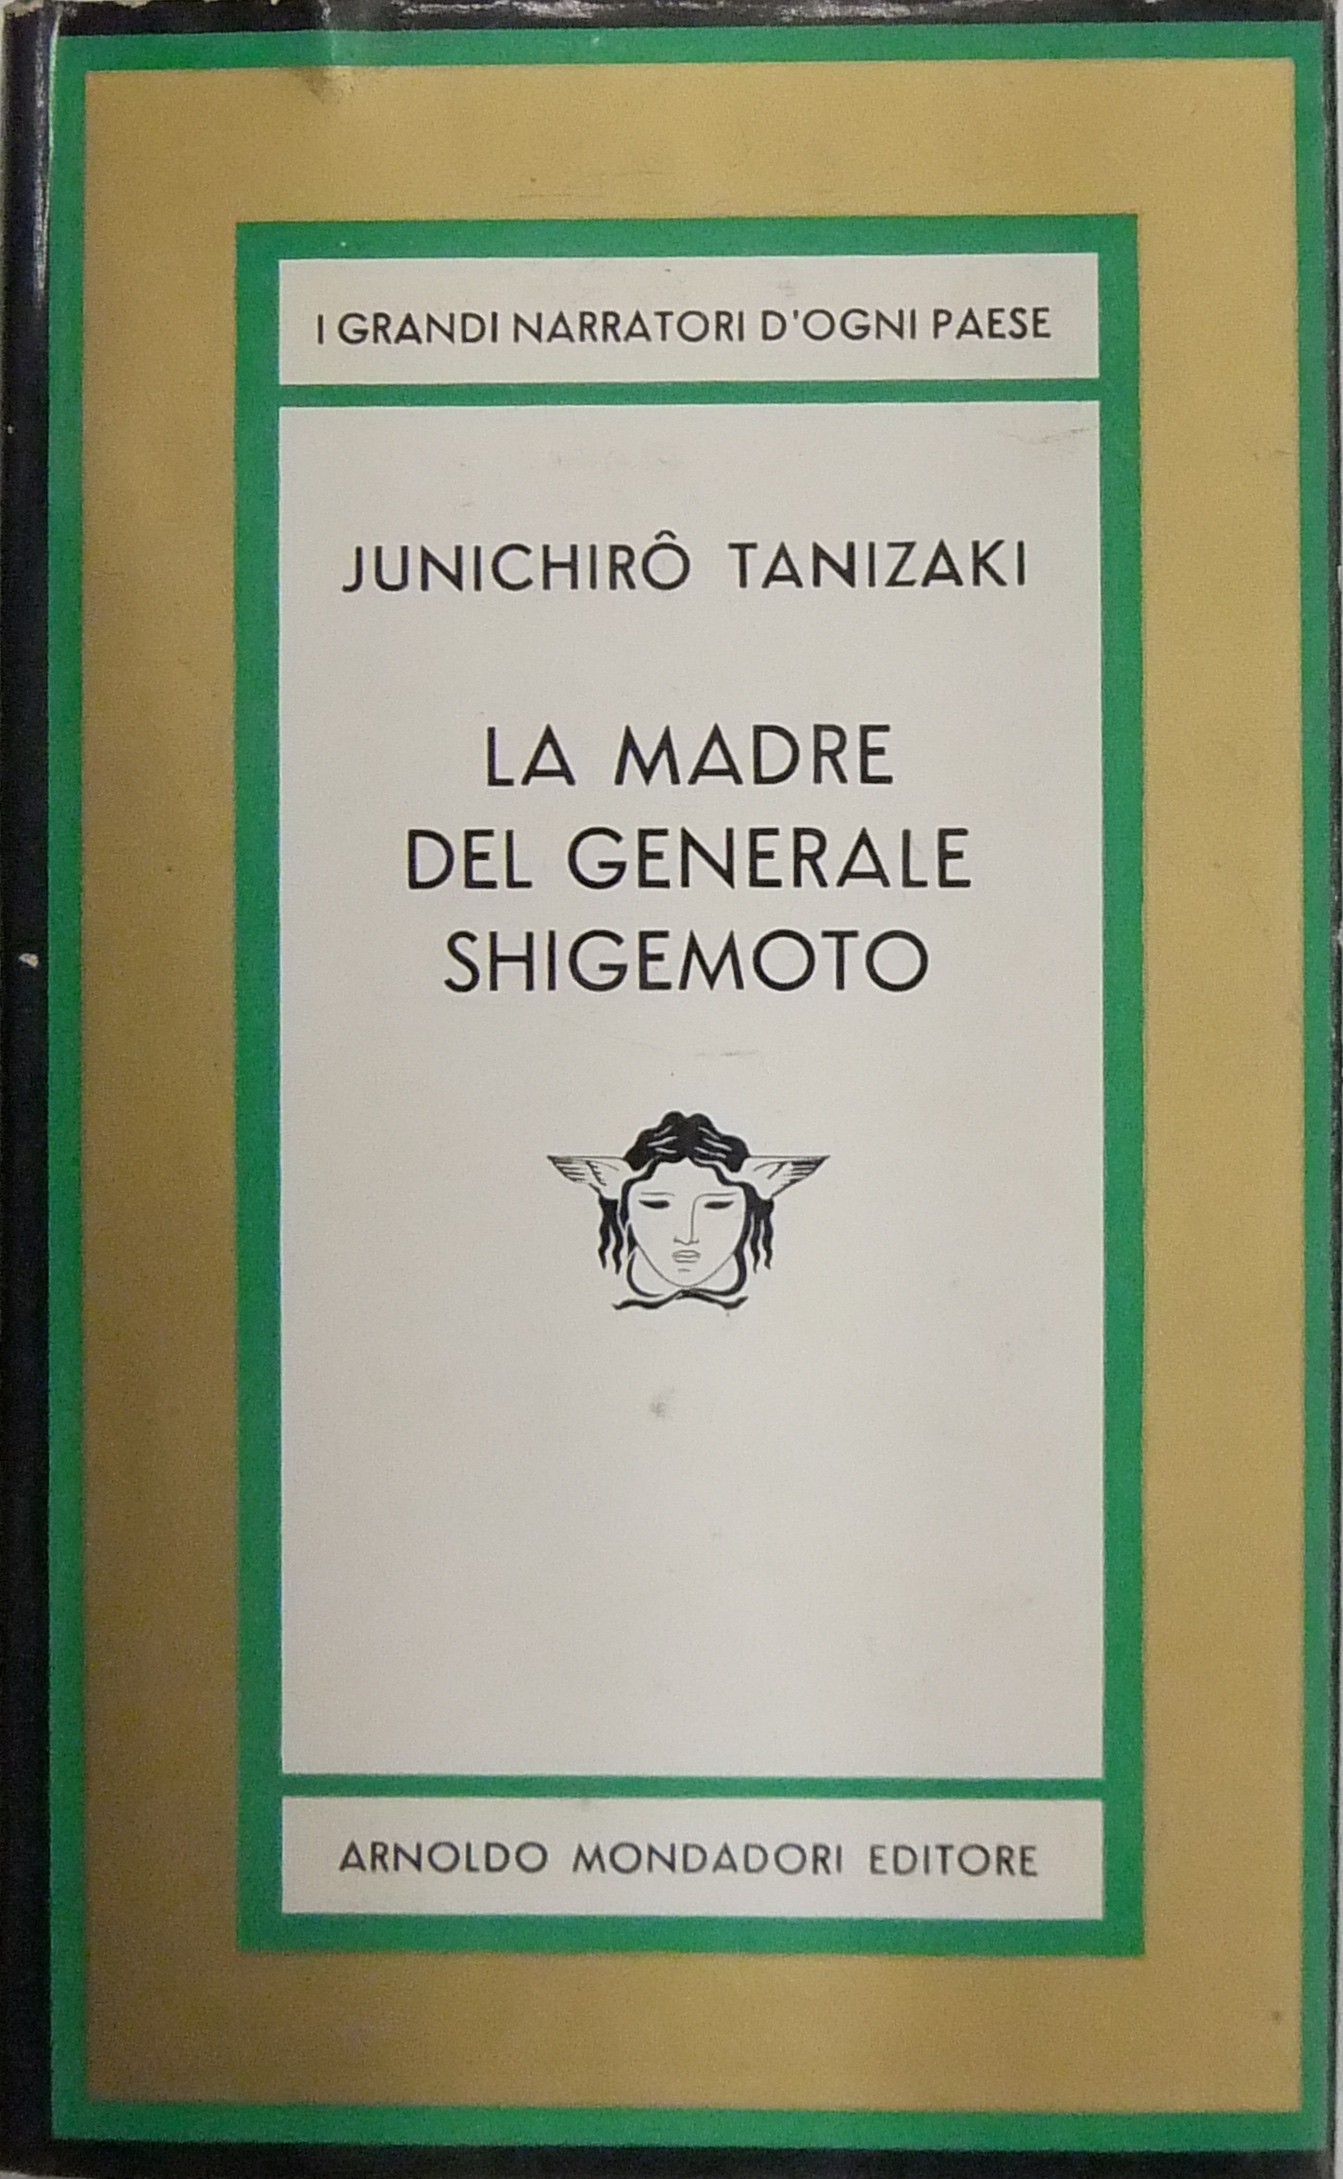 I GRANDI NARRATORI D'OGNI PAESE
JUNICHIRÔ TANIZAKI
LA MADRE
DEL GENERALE
SHIGEMOTO
ARNOLDO MONDADORI EDITORE